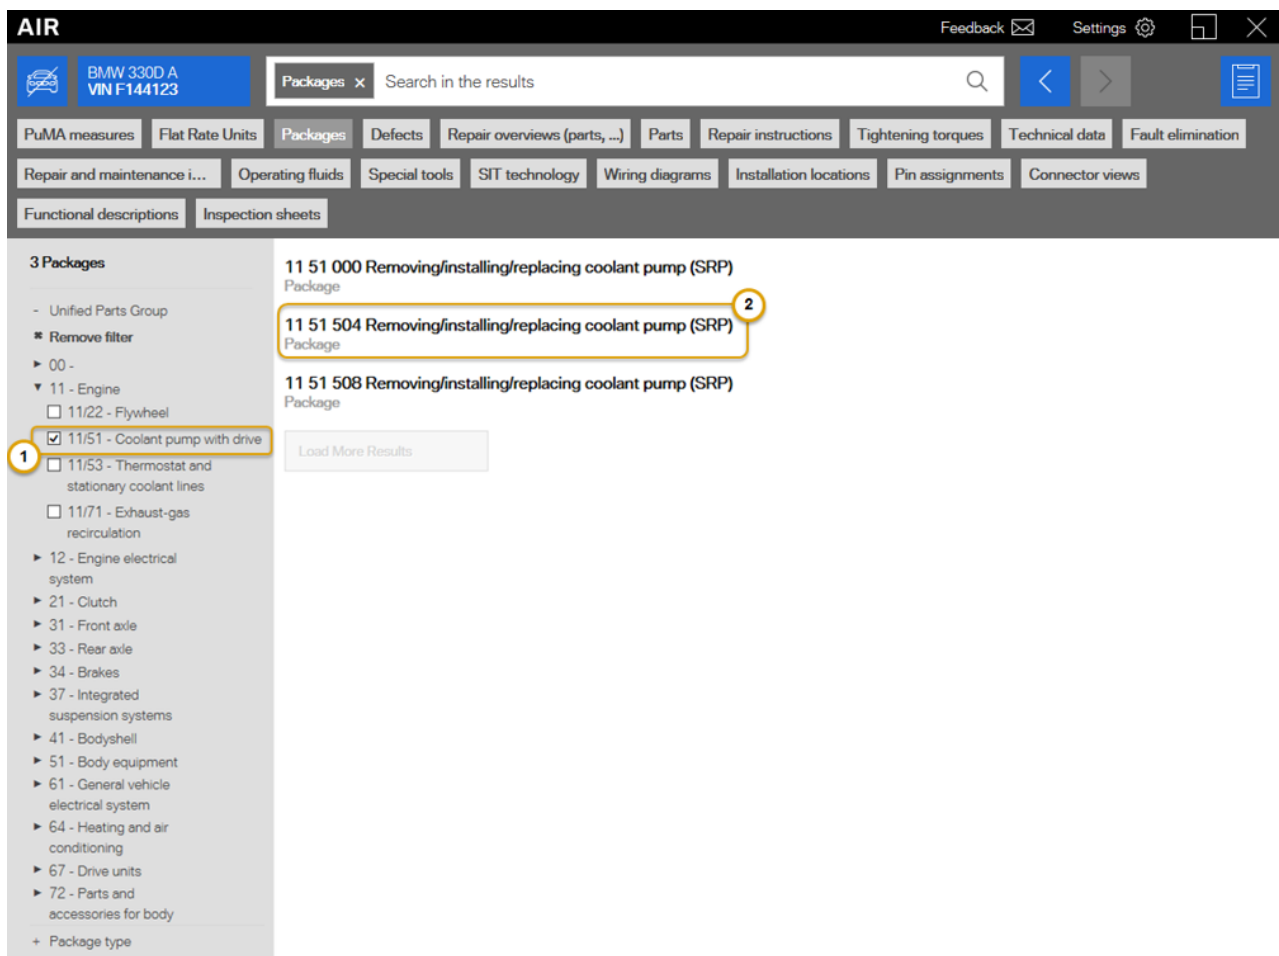 AIR
Feedback
Settings
BMW 330D A
VIN F144123
Packages x
Search in the results
PuMA measures
Flat Rate Units
Packages
Defects
Repair overviews (parts, ...)
Parts
Repair instructions
Tightening torques
Technical data
Fault elimination
Repair and maintenance i...
Operating fluids
Special tools
SIT technology
Wiring diagrams
Installation locations
Pin assignments
Connector views
Functional descriptions
Inspection sheets
3 Packages
- Unified Parts Group
Remove filter
00 -
11 - Engine
11/22 - Flywheel
1
11/51 - Coolant pump with drive
11/53 - Thermostat and
stationary coolant lines
11/71 - Exhaust-gas
recirculation
12 - Engine electrical
system
21 - Clutch
31 - Front axle
33 - Rear axle
34 - Brakes
37 - Integrated
suspension systems
41 - Bodyshell
51 - Body equipment
61 - General vehicle
electrical system
64 - Heating and air
conditioning
67 - Drive units
72 - Parts and
accessories for body
+ Package type
11 51 000 Removing/installing/replacing coolant pump (SRP)
Package
2
11 51 504 Removing/installing/replacing coolant pump (SRP)
Package
11 51 508 Removing/installing/replacing coolant pump (SRP)
Package
Load More Results